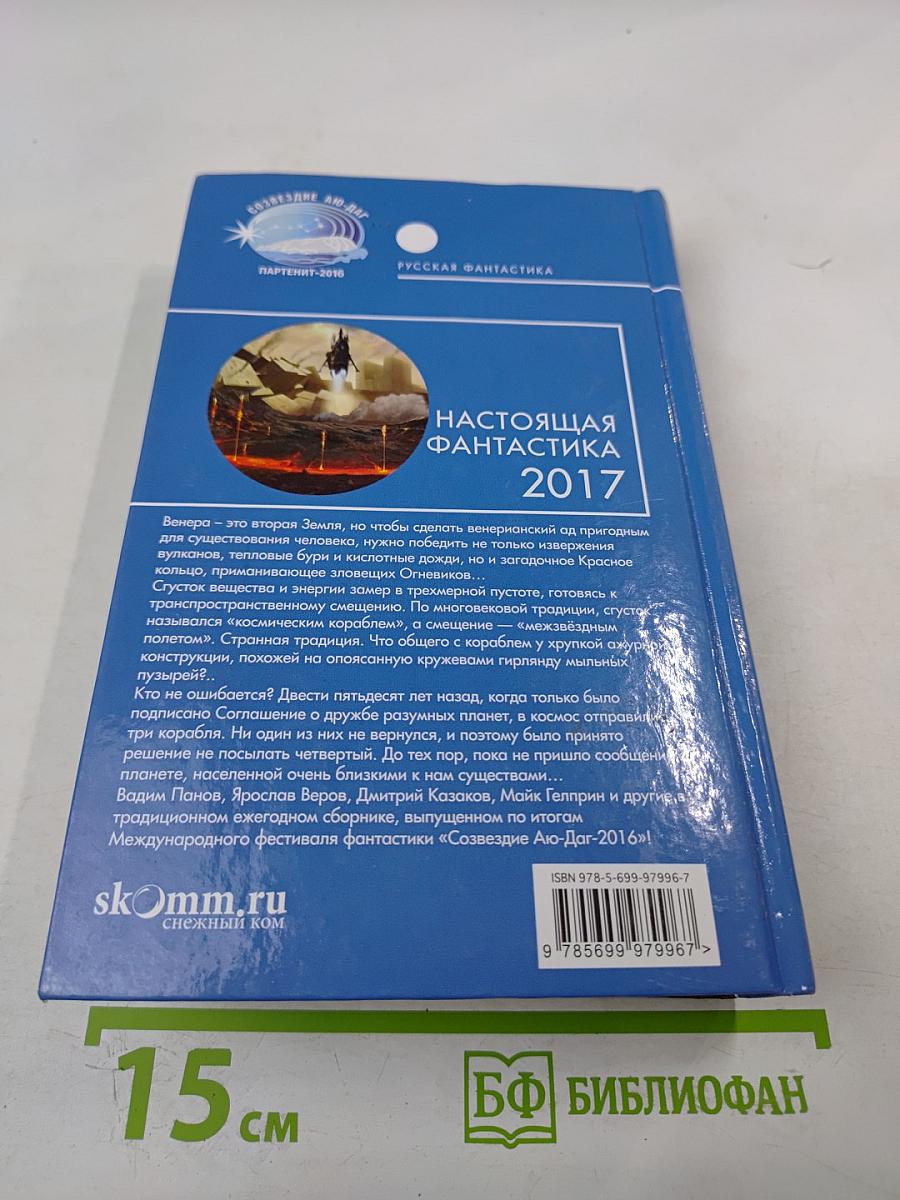 СОЗВЕЗДИЕ АЮ-ДАГ
ПАРТЕНИТ-2016
РУССКАЯ ФАНТАСТИКА
НАСТОЯЩАЯ
ФАНТАСТИКА
2017
Венера – это вторая Земля, но чтобы сделать венерианский ад пригодным
для существования человека, нужно победить не только извержения
вулканов, тепловые бури и кислотные дожди, но и загадочное Красное
кольцо, приманивающее зловещих Огневиков...
Сгусток вещества и энергии замер в трехмерной пустоте, готовясь к
транспространственному смещению. По многовековой традиции, сгусток
назывался «космическим кораблем», а смещение — «межзвёздным
полетом». Странная традиция. Что общего с кораблем у хрупкой ажурной
конструкции, похожей на опоясанную кружевами гирлянду мыльных
пузырей?..
Кто не ошибается? Двести пятьдесят лет назад, когда только было
подписано Соглашение о дружбе разумных планет, в космос отправил
три корабля. Ни один из них не вернулся, и поэтому было принято
решение не посылать четвертый. До тех пор, пока не пришло сообщени
планете, населенной очень близкими к нам существами...
Вадим Панов, Ярослав Веров, Дмитрий Казаков, Майк Гелприн и другие в
традиционном ежегодном сборнике, выпущенном по итогам
Международного фестиваля фантастики «Созвездие Аю-Даг-2016»!
skomm.ru
снежный ком
ISBN 978-5-699-97996-7
9 785699 979967 >
15 см
БФ БИБЛИОФАН